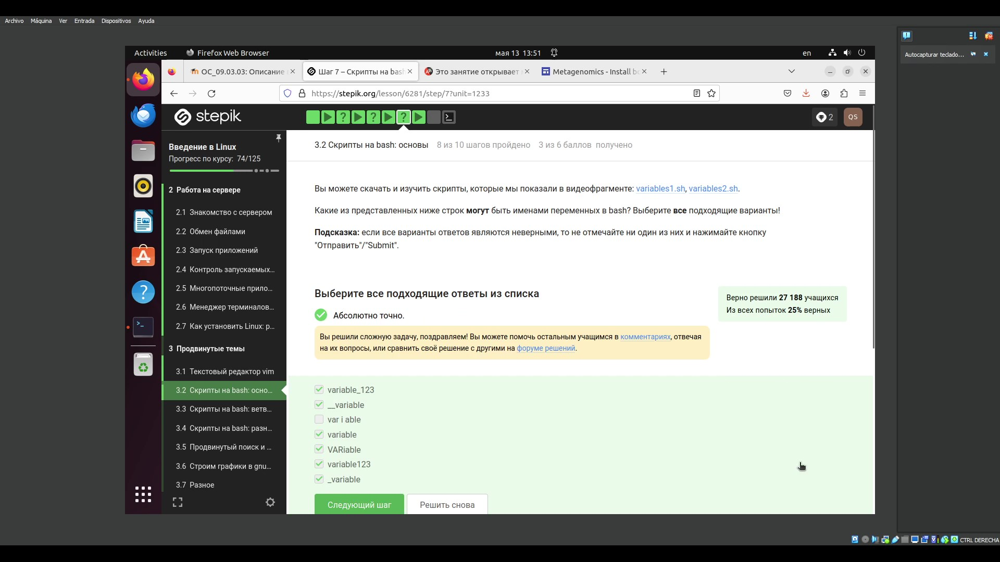 Archivo Máquina Ver Entrada Dispositivos Ayuda
Autocapturar teclado...
Activities Firefox Web Browser мая 13 13:51 en
ОС_09.03.03: Описание Шаг 7 – Скрипты на bash Это занятие открывает Metagenomics - Install
https://stepik.org/lesson/6281/step/7?unit=1233
stepik 2 QS
Введение в Linux
Прогресс по курсу: 74/125
2 Работа на сервере
2.1 Знакомство с сервером
2.2 Обмен файлами
2.3 Запуск приложений
2.4 Контроль запускаемых...
2.5 Многопоточные прило...
2.6 Менеджер терминалов...
2.7 Как установить Linux: р...
3 Продвинутые темы
3.1 Текстовый редактор vim
3.2 Скрипты на bash: осно...
3.3 Скрипты на bash: ветв...
3.4 Скрипты на bash: разн...
3.5 Продвинутый поиск и ...
3.6 Строим графики в gnu...
3.7 Разное
3.2 Скрипты на bash: основы 8 из 10 шагов пройдено 3 из 6 баллов получено
Вы можете скачать и изучить скрипты, которые мы показали в видеофрагменте: variables1.sh, variables2.sh.
Какие из представленных ниже строк могут быть именами переменных в bash? Выберите все подходящие варианты!
Подсказка: если все варианты ответов являются неверными, то не отмечайте ни один из них и нажимайте кнопку
"Отправить"/"Submit".
Выберите все подходящие ответы из списка
Абсолютно точно.
Верно решили 27 188 учащихся
Из всех попыток 25% верных
Вы решили сложную задачу, поздравляем! Вы можете помочь остальным учащимся в комментариях, отвечая
на их вопросы, или сравнить своё решение с другими на форуме решений.
variable_123
__variable
var i able
variable
VARiable
variable123
_variable
Следующий шаг Решить снова
CTRL DERECHA